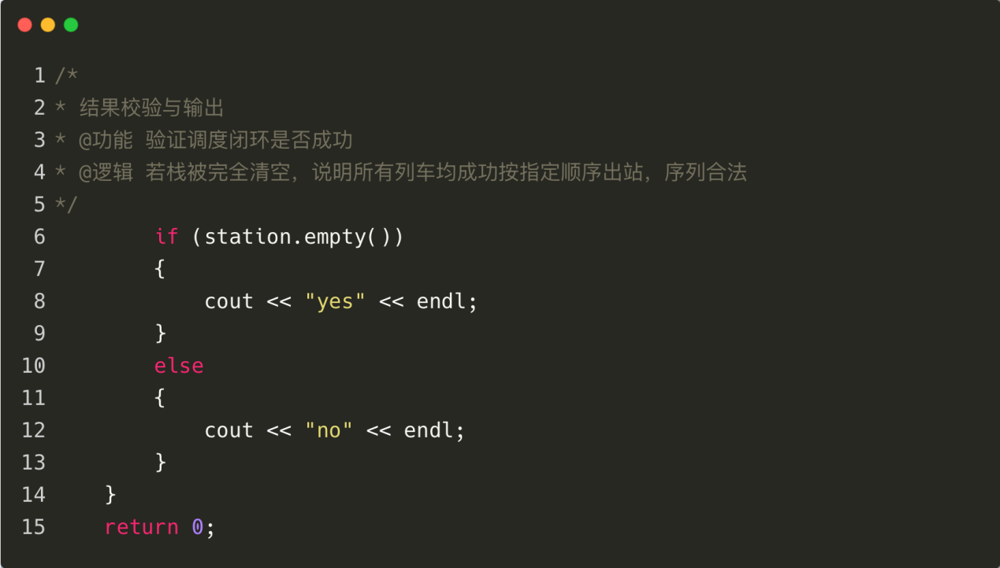 1 /*
2 * 结果校验与输出
3 * @功能 验证调度闭环是否成功
4 * @逻辑 若栈被完全清空，说明所有列车均成功按指定顺序出站，序列合法
5 */
6         if (station.empty())
7         {
8             cout << "yes" << endl;
9         }
10         else
11         {
12             cout << "no" << endl;
13         }
14     }
15     return 0;